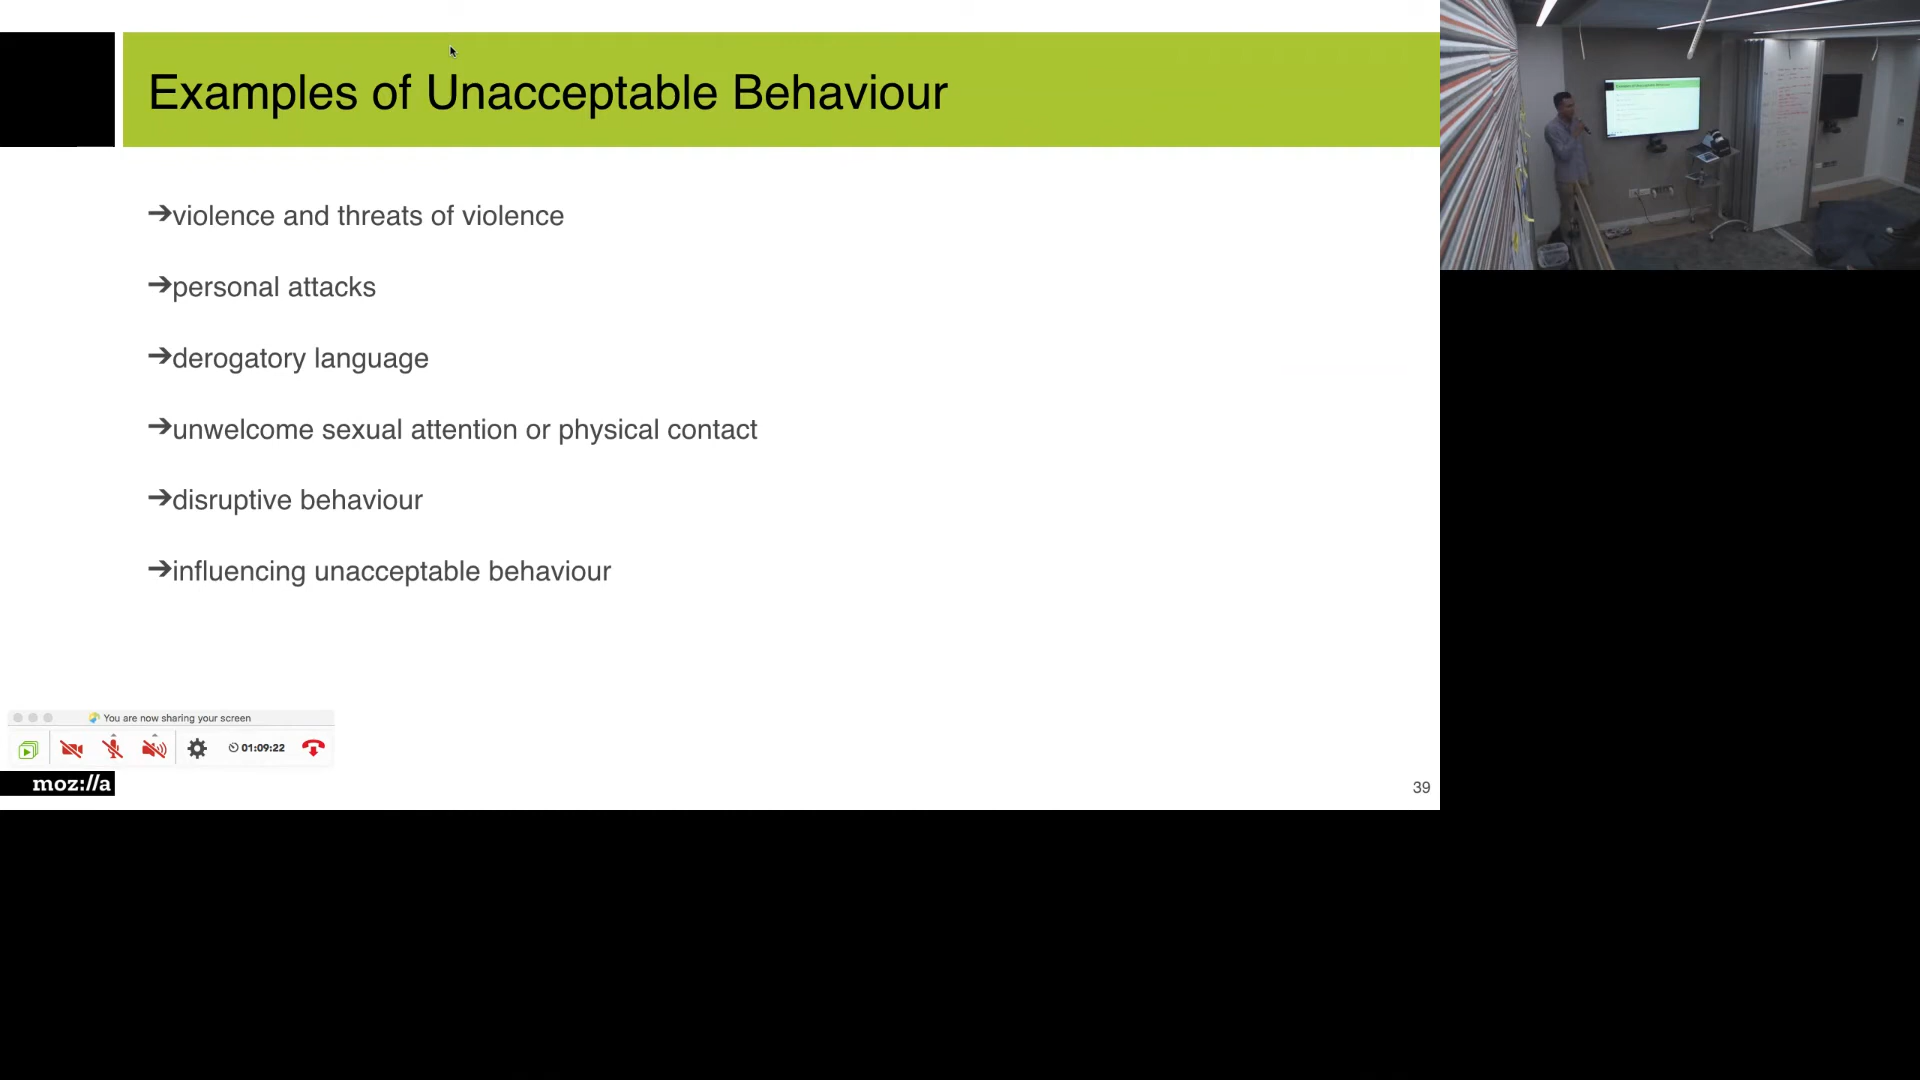 Examples of Unacceptable Behaviour
➔violence and threats of violence
➔personal attacks
➔derogatory language
➔unwelcome sexual attention or physical contact
➔disruptive behaviour
➔influencing unacceptable behaviour
You are now sharing your screen
01:09:22
moz://a
39